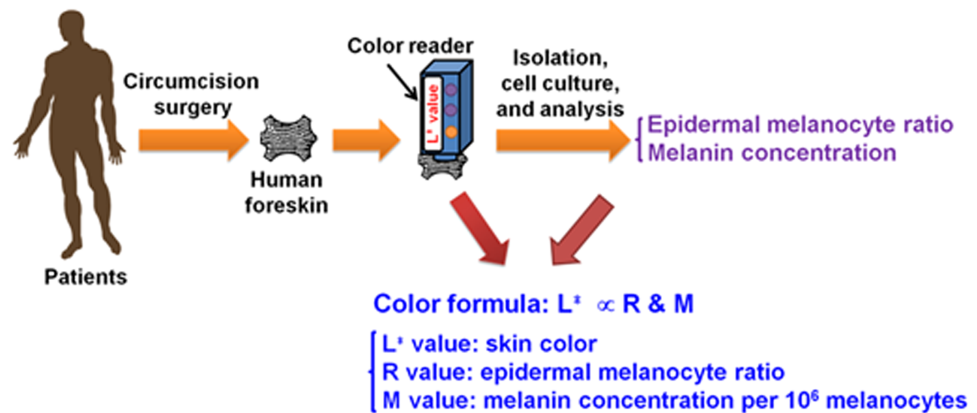 Color reader
Circumcision
surgery
Isolation,
cell culture,
and analysis
L* value
Epidermal melanocyte ratio
Melanin concentration
Human
foreskin
Patients
Color formula: L* ∝ R & M
L* value: skin color
R value: epidermal melanocyte ratio
M value: melanin concentration per 10⁶ melanocytes